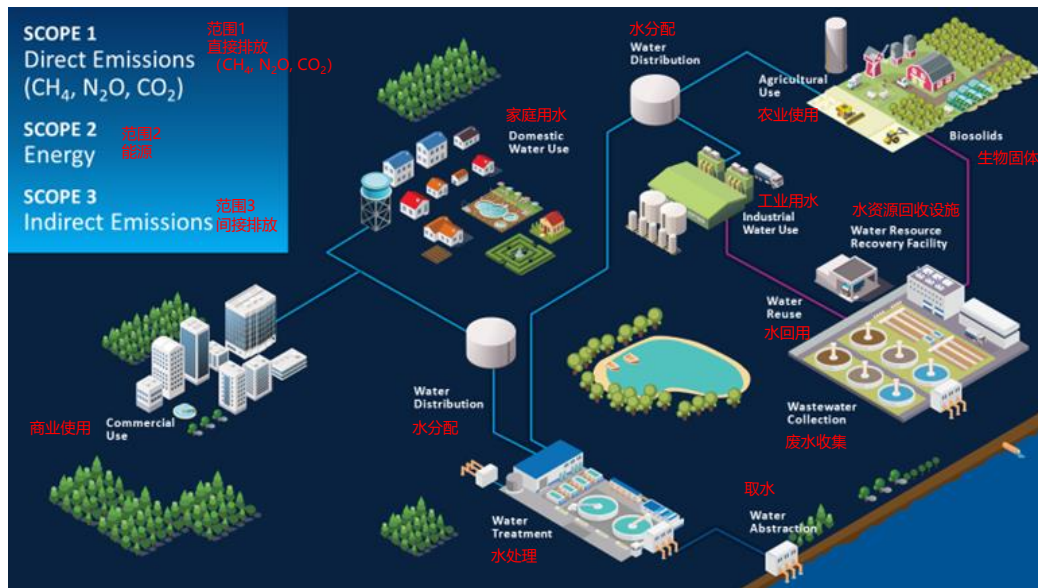 SCOPE 1
Direct Emissions
(CH₄, N₂O, CO₂)
范围1
直接排放
（CH₄, N₂O, CO₂）
SCOPE 2
Energy
范围2
能源
SCOPE 3
Indirect Emissions
范围3
间接排放
水分配
Water
Distribution
Agricultural
Use
农业使用
Biosolids
生物固体
家庭用水
Domestic
Water Use
工业用水
Industrial
Water Use
水资源回收设施
Water Resource
Recovery Facility
Water
Reuse
水回用
Wastewater
Collection
废水收集
Water
Distribution
水分配
商业使用
Commercial
Use
Water
Treatment
水处理
取水
Water
Abstraction